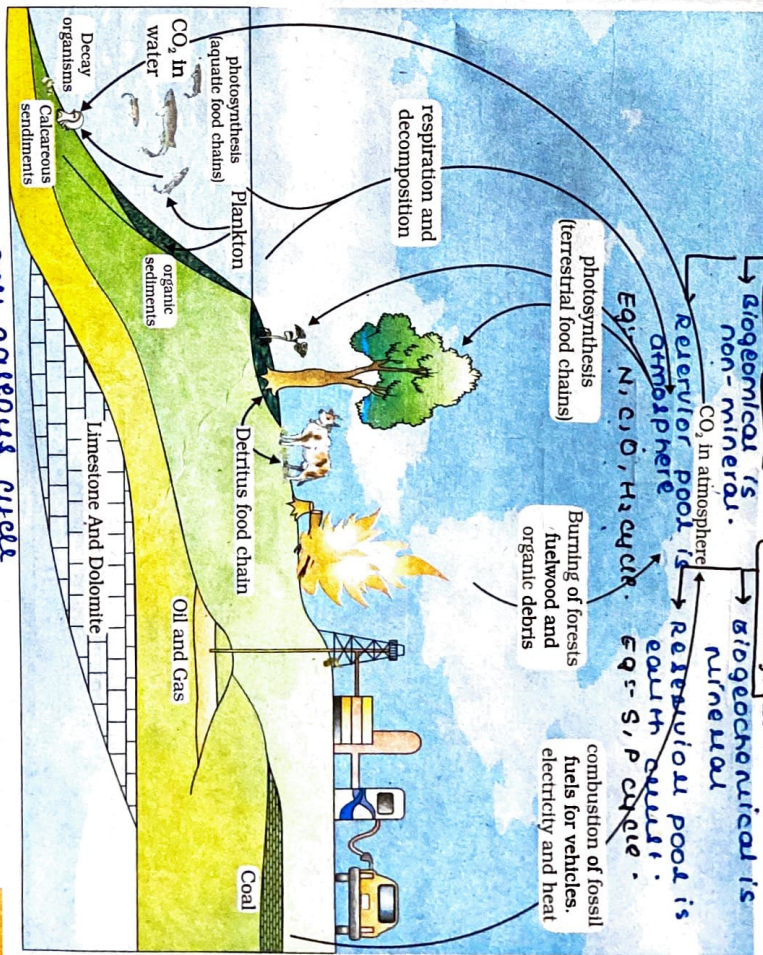 Biogeomical is
non-mineral.
Reservior pool is
atmosphere
Eg:- N, C, O, H2 cycle.
Biogeochemical is
mineral
Reservior pool is
earth
Eg:- S, P cycle.
CO2 in atmosphere
respiration and
decomposition
photosynthesis
(terrestrial food chains)
Burning of forests
fuelwood and
organic debris
combustion of fossil
fuels for vehicles.
electricity and heat
photosynthesis
(aquatic food chains)
CO2 in
water
Decay
organisms
Calcareous
sendiments
Plankton
organic
sediments
Detritus food chain
Limestone And Dolomite
Oil and Gas
Coal
gaseous cycle